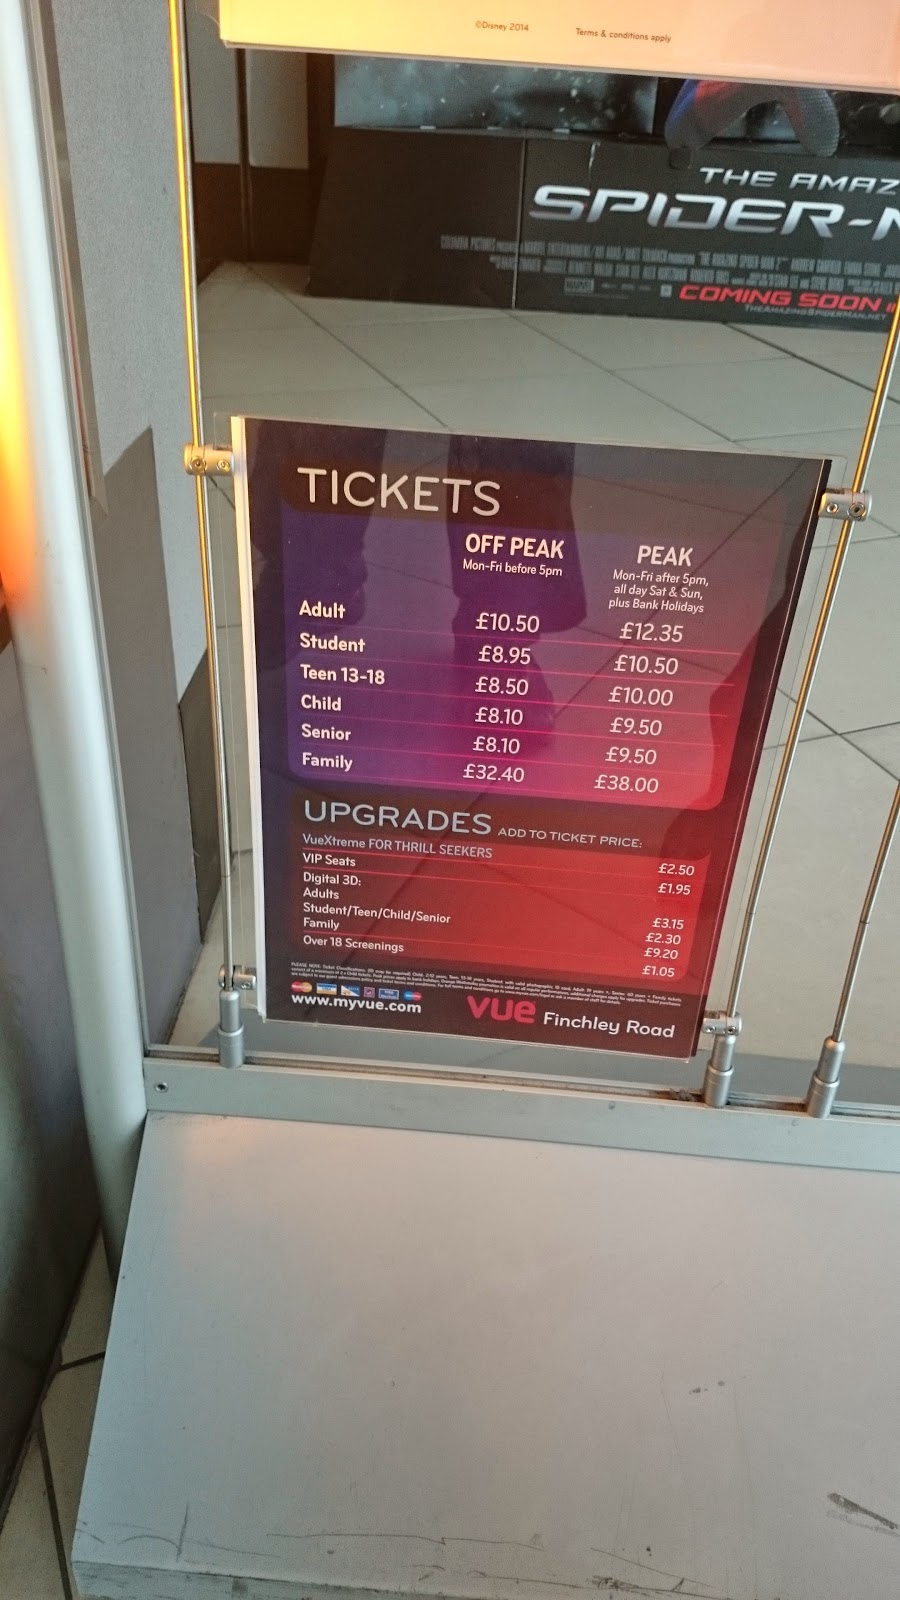 ©Disney 2014 Terms & conditions apply
THE AMAZ
SPIDER-
COMING SOON
THEAMAZINGSPIDERMAN.NET
TICKETS
OFF PEAK PEAK
Mon-Fri before 5pm Mon-Fri after 5pm,
all day Sat & Sun,
plus Bank Holidays
Adult £10.50 £12.35
Student £8.95 £10.50
Teen 13-18 £8.50 £10.00
Child £8.10 £9.50
Senior £8.10 £9.50
Family £32.40 £38.00
UPGRADES ADD TO TICKET PRICE:
VueXtreme FOR THRILL SEEKERS £2.50
VIP Seats £1.95
Digital 3D:
Adults £3.15
Student/Teen/Child/Senior £2.30
Family £9.20
Over 18 Screenings £1.05
www.myvue.com
vue Finchley Road